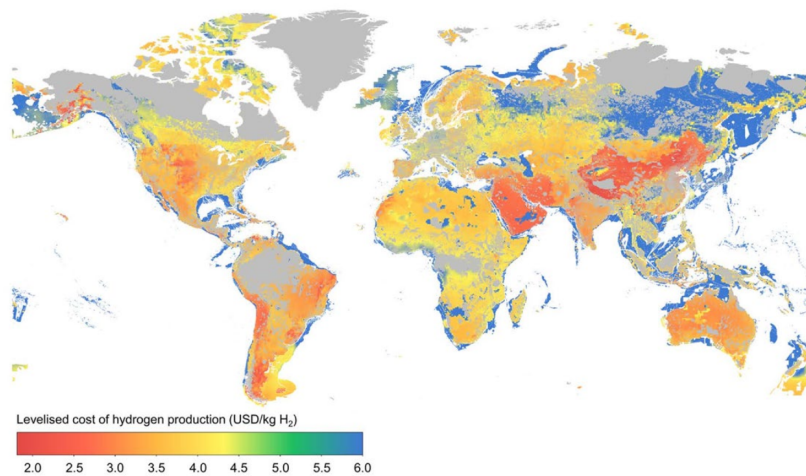 Levelised cost of hydrogen production (USD/kg H₂)
2.0 2.5 3.0 3.5 4.0 4.5 5.0 5.5 6.0